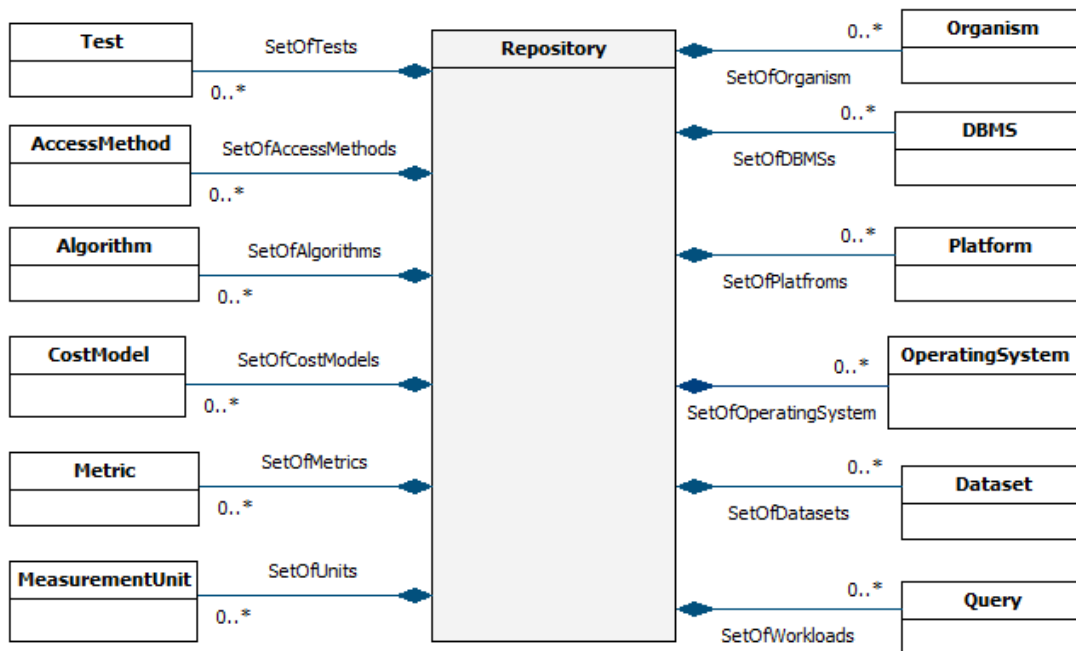 Test
SetOfTests
0..*
AccessMethod
SetOfAccessMethods
0..*
Algorithm
SetOfAlgorithms
0..*
CostModel
SetOfCostModels
0..*
Metric
SetOfMetrics
0..*
MeasurementUnit
SetOfUnits
0..*
Repository
0..*
Organism
SetOfOrganism
0..*
DBMS
SetOfDBMSs
0..*
Platform
SetOfPlatfroms
0..*
OperatingSystem
SetOfOperatingSystem
0..*
Dataset
SetOfDatasets
0..*
Query
SetOfWorkloads